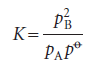 K = p_B^2 / p_A p^⦵